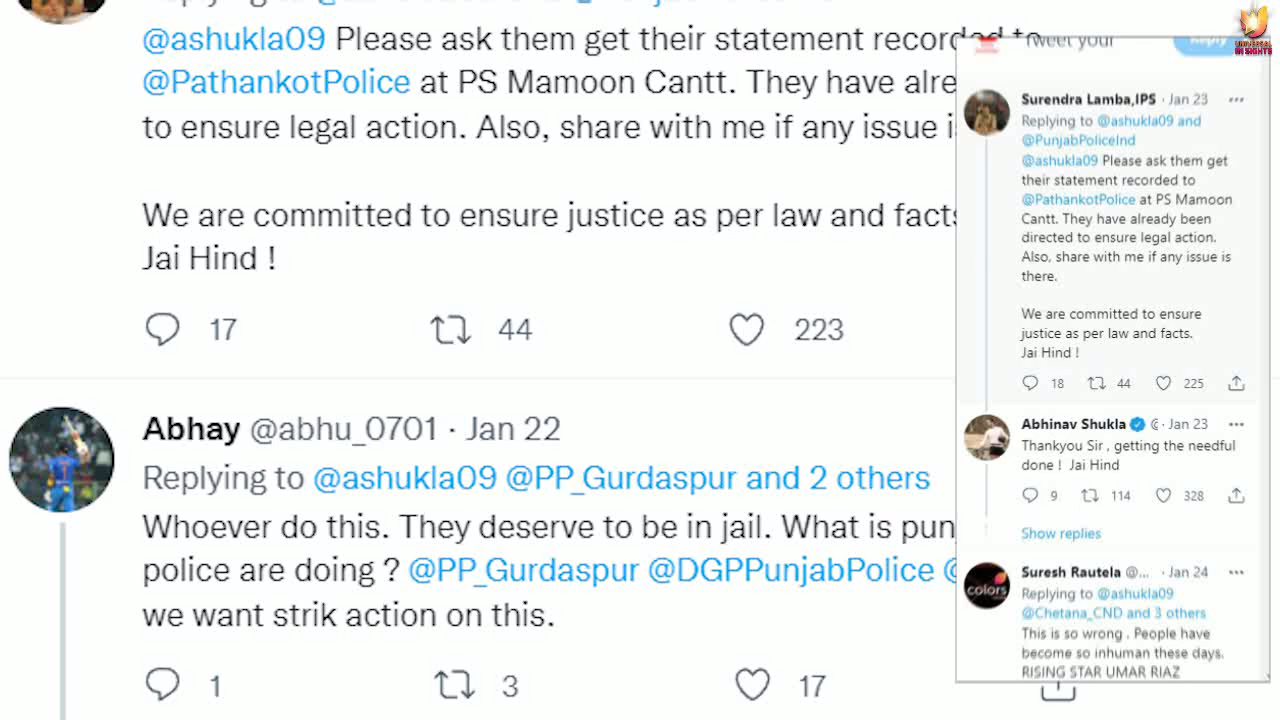 @ashukla09 Please ask them get their statement recorded to
@PathankotPolice at PS Mamoon Cantt. They have alre
to ensure legal action. Also, share with me if any issue i
We are committed to ensure justice as per law and facts
Jai Hind !
17 44 223
Abhay @abhu_0701 · Jan 22
Replying to @ashukla09 @PP_Gurdaspur and 2 others
Whoever do this. They deserve to be in jail. What is pun
police are doing ? @PP_Gurdaspur @DGPPunjabPolice @
we want strik action on this.
1 3 17
Tweet your Reply
Surendra Lamba,IPS · Jan 23 ...
Replying to @ashukla09 and
@PunjabPoliceInd
@ashukla09 Please ask them get
their statement recorded to
@PathankotPolice at PS Mamoon
Cantt. They have already been
directed to ensure legal action.
Also, share with me if any issue is
there.
We are committed to ensure
justice as per law and facts.
Jai Hind !
18 44 225
Abhinav Shukla @ · Jan 23 ...
Thankyou Sir , getting the needful
done ! Jai Hind
9 114 328
Show replies
Suresh Rautela @... · Jan 24 ...
Replying to @ashukla09
@Chetana_CND and 3 others
This is so wrong . People have
become so inhuman these days.
RISING STAR UMAR RIAZ
colors
UNIVERSAL
IN SIGHTS